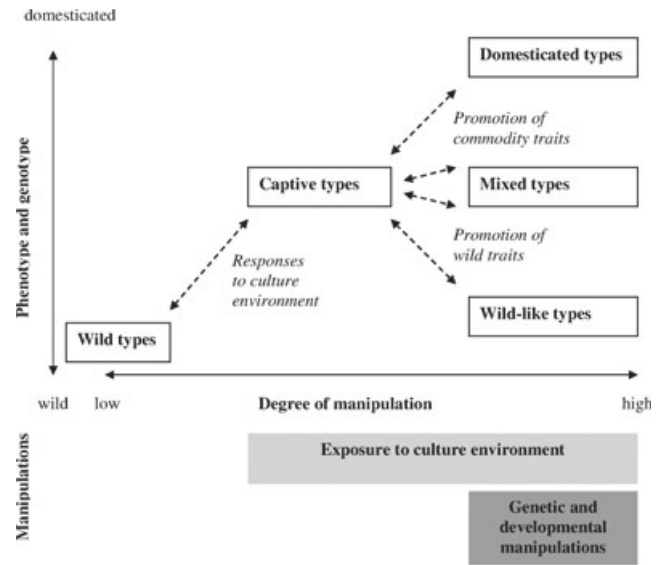 domesticated
Domesticated types
Promotion of
commodity traits
Phenotype and genotype
Captive types
Mixed types
Responses
to culture
environment
Promotion of
wild traits
Wild-like types
Wild types
wild
low
Degree of manipulation
high
Manipulations
Exposure to culture environment
Genetic and
developmental
manipulations